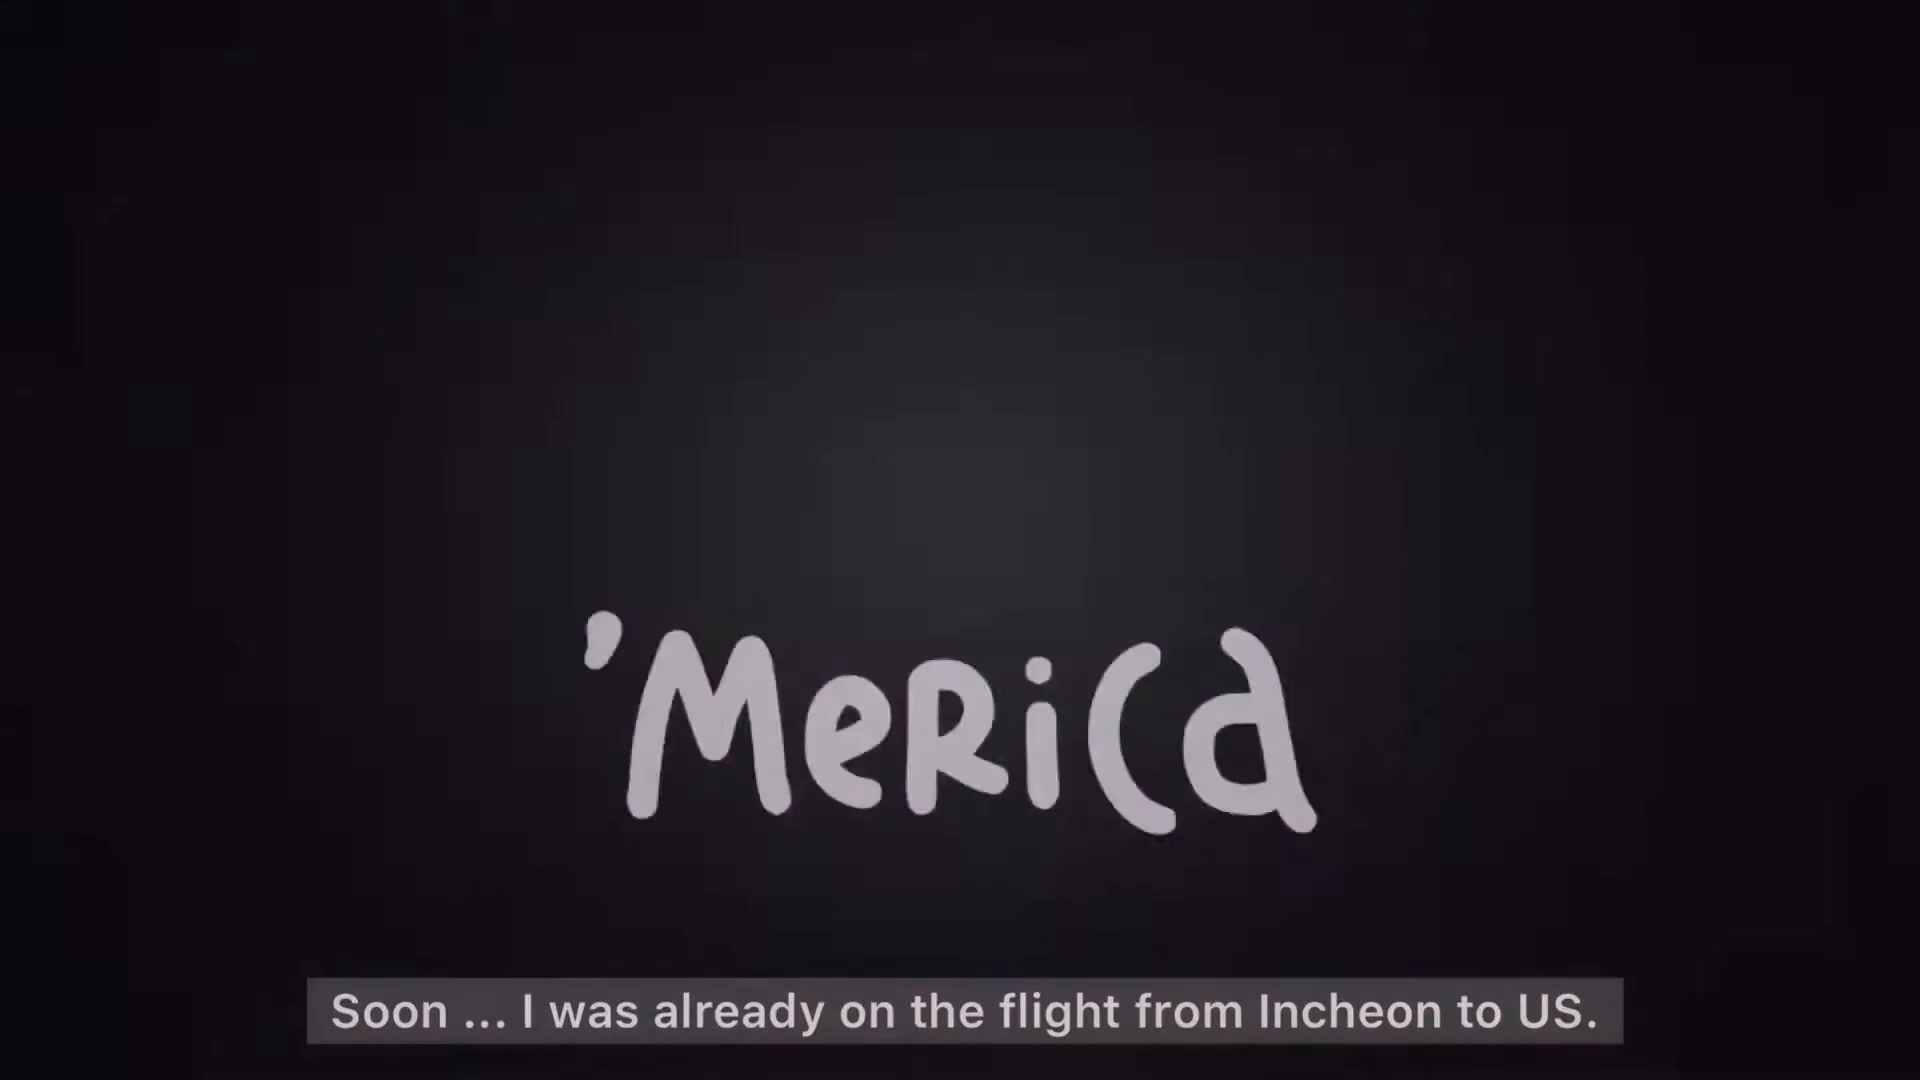 'MeRica
Soon ... I was already on the flight from Incheon to US.